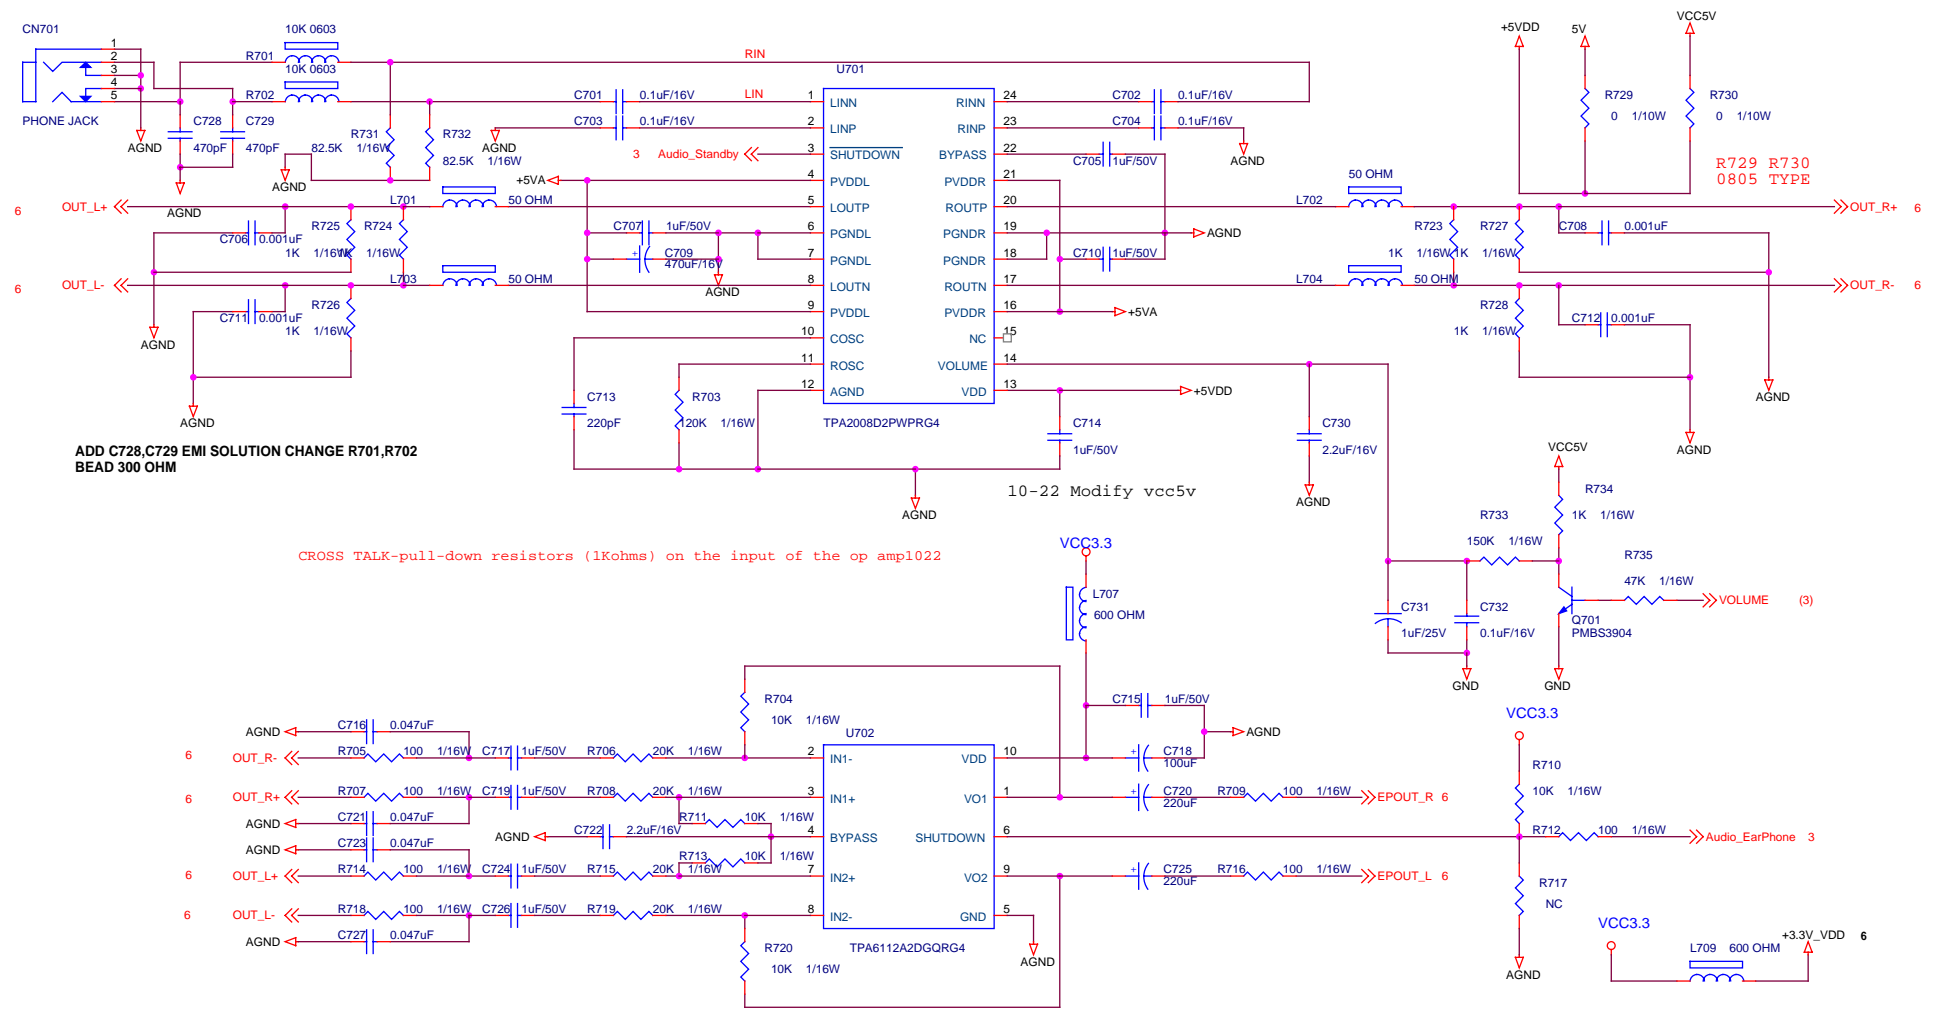 CN701
1
2
3
4
5
PHONE JACK
AGND
10K 0603
R701
10K 0603
R702
C728
470pF
C729
470pF
AGND
R731
82.5K 1/16W
R732
82.5K 1/16W
AGND
RIN
LIN
C701 0.1uF/16V
C703 0.1uF/16V
AGND
3 Audio_Standby
+5VA
U701
1 LINN
2 LINP
3 SHUTDOWN
4 PVDDL
5 LOUTP
6 PGNDL
7 PGNDL
8 LOUTN
9 PVDDL
10 COSC
11 ROSC
12 AGND
24 RINN
23 RINP
22 BYPASS
21 PVDDR
20 ROUTP
19 PGNDR
18 PGNDR
17 ROUTN
16 PVDDR
15 NC
14 VOLUME
13 VDD
TPA2008D2PWPRG4
C702 0.1uF/16V
C704 0.1uF/16V
AGND
C705 1uF/50V
AGND
C710 1uF/50V
+5VA
+5VDD
+5VDD
5V
VCC5V
R729
0 1/10W
R730
0 1/10W
R729 R730
0805 TYPE
6 OUT_L+
L701
50 OHM
C706 0.001uF
R725
1K 1/16W
R724
1K 1/16W
AGND
6 OUT_L-
L703
50 OHM
C711 0.001uF
R726
1K 1/16W
AGND
C707 1uF/50V
C709
470uF/16V
AGND
50 OHM
L702
OUT_R+ 6
R723
1K 1/16W
R727
1K 1/16W
C708 0.001uF
L704
50 OHM
OUT_R- 6
R728
1K 1/16W
C712 0.001uF
AGND
AGND
C713
220pF
R703
120K 1/16W
C714
1uF/50V
AGND
C730
2.2uF/16V
AGND
ADD C728,C729 EMI SOLUTION CHANGE R701,R702
BEAD 300 OHM
10-22 Modify vcc5v
CROSS TALK-pull-down resistors (1Kohms) on the input of the op amp1022
VCC5V
R734
1K 1/16W
R733
150K 1/16W
R735
47K 1/16W
VOLUME (3)
Q701
PMBS3904
C731
1uF/25V
C732
0.1uF/16V
GND
GND
VCC3.3
L707
600 OHM
C715 1uF/50V
AGND
C718
100uF
R704
10K 1/16W
AGND C716 0.047uF
6 OUT_R- R705 100 1/16W C717 1uF/50V R706 20K 1/16W
6 OUT_R+ R707 100 1/16W C719 1uF/50V R708 20K 1/16W
AGND C721 0.047uF
R711 10K 1/16W
AGND C722 2.2uF/16V
AGND C723 0.047uF
R713 10K 1/16W
6 OUT_L+ R714 100 1/16W C724 1uF/50V R715 20K 1/16W
6 OUT_L- R718 100 1/16W C726 1uF/50V R719 20K 1/16W
AGND C727 0.047uF
R720
10K 1/16W
U702
2 IN1-
3 IN1+
4 BYPASS
7 IN2+
8 IN2-
10 VDD
1 VO1
6 SHUTDOWN
9 VO2
5 GND
TPA6112A2DGQRG4
AGND
C720
220uF
R709 100 1/16W EPOUT_R 6
C725
220uF
R716 100 1/16W EPOUT_L 6
VCC3.3
R710
10K 1/16W
R712 100 1/16W Audio_EarPhone 3
R717
NC
AGND
VCC3.3
L709 600 OHM
+3.3V_VDD 6